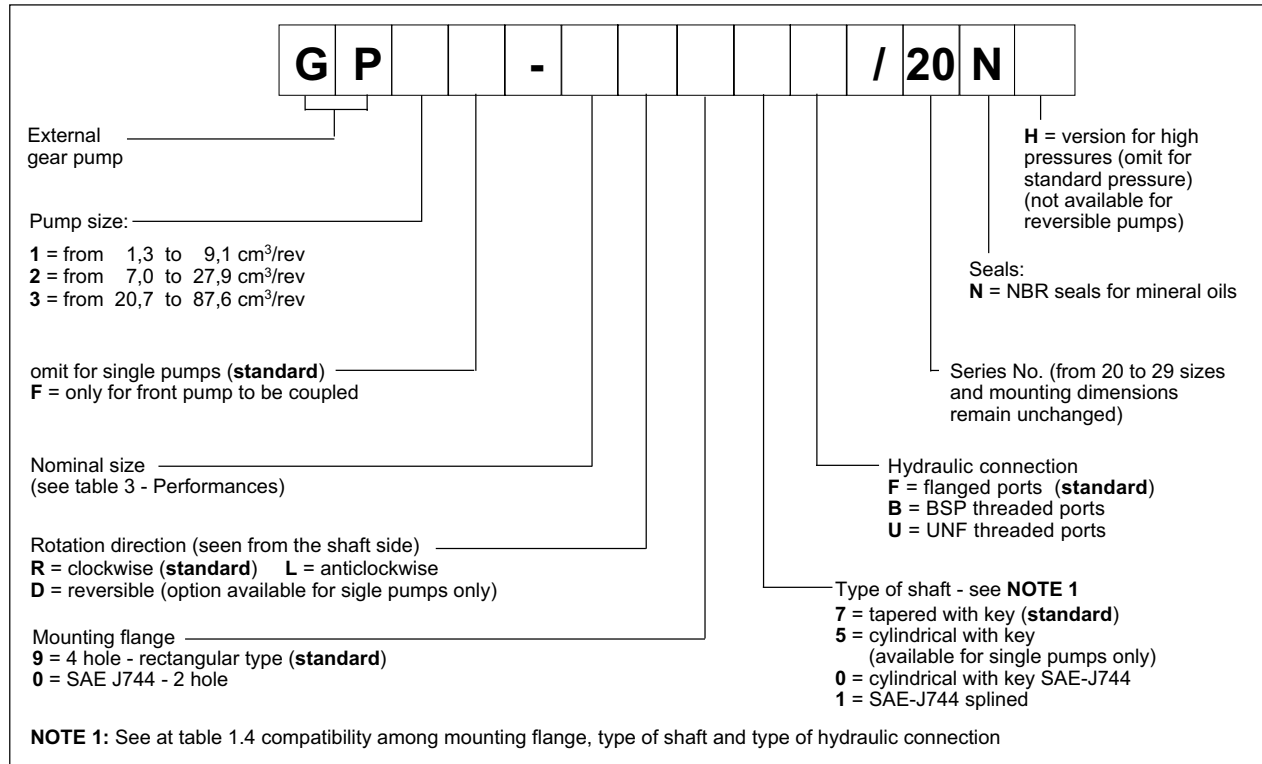 G P - / 20 N
External
gear pump
H = version for high
pressures (omit for
standard pressure)
(not available for
reversible pumps)
Pump size:
1 = from 1,3 to 9,1 cm³/rev
2 = from 7,0 to 27,9 cm³/rev
3 = from 20,7 to 87,6 cm³/rev
Seals:
N = NBR seals for mineral oils
omit for single pumps (standard)
F = only for front pump to be coupled
Series No. (from 20 to 29 sizes
and mounting dimensions
remain unchanged)
Nominal size
(see table 3 - Performances)
Hydraulic connection
F = flanged ports (standard)
B = BSP threaded ports
U = UNF threaded ports
Rotation direction (seen from the shaft side)
R = clockwise (standard) L = anticlockwise
D = reversible (option available for sigle pumps only)
Type of shaft - see NOTE 1
7 = tapered with key (standard)
5 = cylindrical with key
(available for single pumps only)
0 = cylindrical with key SAE-J744
1 = SAE-J744 splined
Mounting flange
9 = 4 hole - rectangular type (standard)
0 = SAE J744 - 2 hole
NOTE 1: See at table 1.4 compatibility among mounting flange, type of shaft and type of hydraulic connection